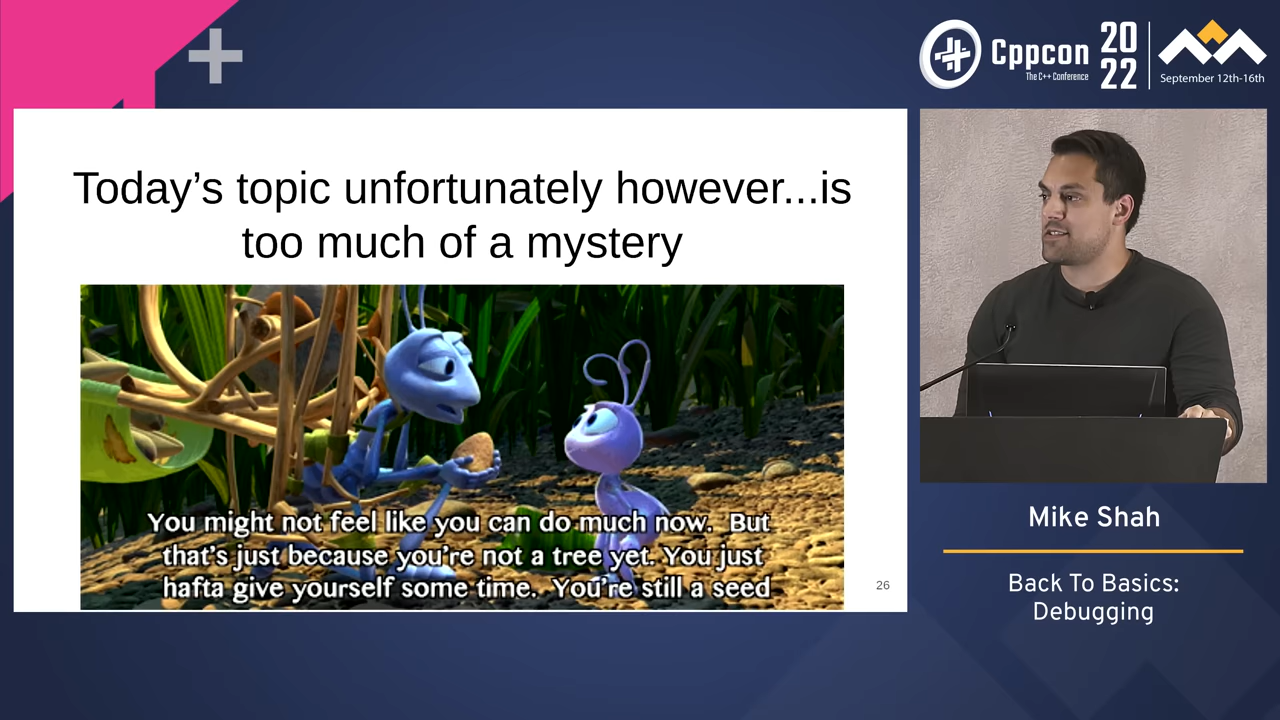 Cppcon
The C++ Conference
20
22
September 12th-16th
Today's topic unfortunately however...is
too much of a mystery
You might not feel like you can do much now. But
that's just because you're not a tree yet. You just
hafta give yourself some time. You're still a seed
26
Mike Shah
Back To Basics:
Debugging